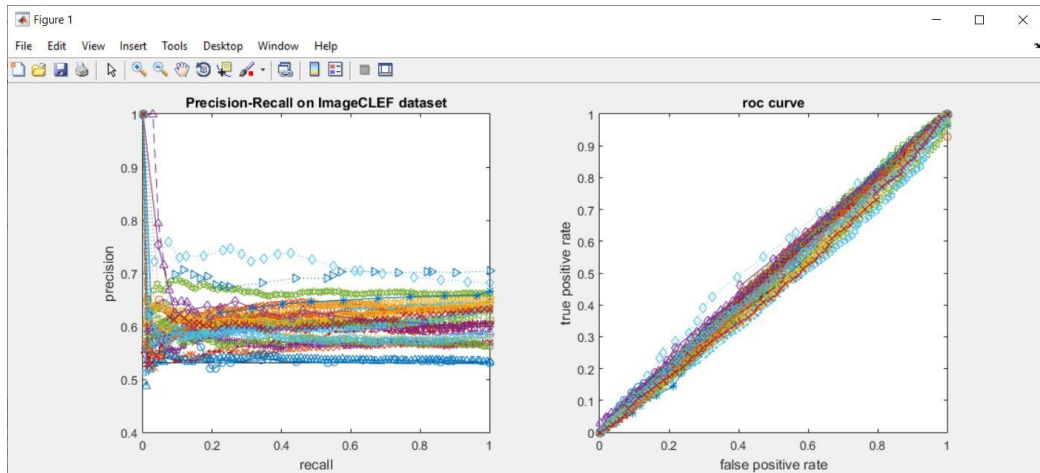 Figure 1
File Edit View Insert Tools Desktop Window Help
Precision-Recall on ImageCLEF dataset
1
0.9
0.8
0.7
0.6
0.5
0.4
precision
0 0.2 0.4 0.6 0.8 1
recall
roc curve
1
0.9
0.8
0.7
0.6
0.5
0.4
0.3
0.2
0.1
0
true positive rate
0 0.2 0.4 0.6 0.8 1
false positive rate